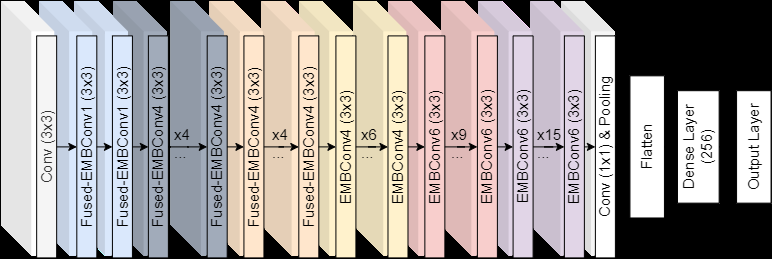 Conv (3x3)
Fused-EMBConv1 (3x3)
Fused-EMBConv1 (3x3)
Fused-EMBConv4 (3x3)
x4
...
Fused-EMBConv4 (3x3)
Fused-EMBConv4 (3x3)
x4
...
Fused-EMBConv4 (3x3)
EMBConv4 (3x3)
x6
...
EMBConv4 (3x3)
EMBConv6 (3x3)
x9
...
EMBConv6 (3x3)
EMBConv6 (3x3)
x15
...
EMBConv6 (3x3)
Conv (1x1) & Pooling
Flatten
Dense Layer
(256)
Output Layer